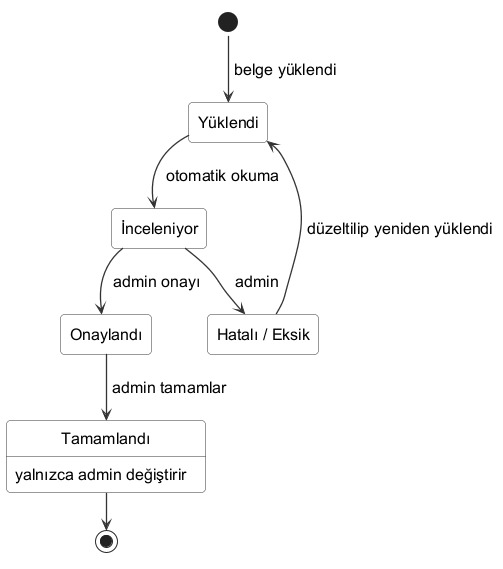 belge yüklendi
Yüklendi
otomatik okuma
İnceleniyor
düzeltilip yeniden yüklendi
admin onayı
admin
Onaylandı
Hatalı / Eksik
admin tamamlar
Tamamlandı
yalnızca admin değiştirir